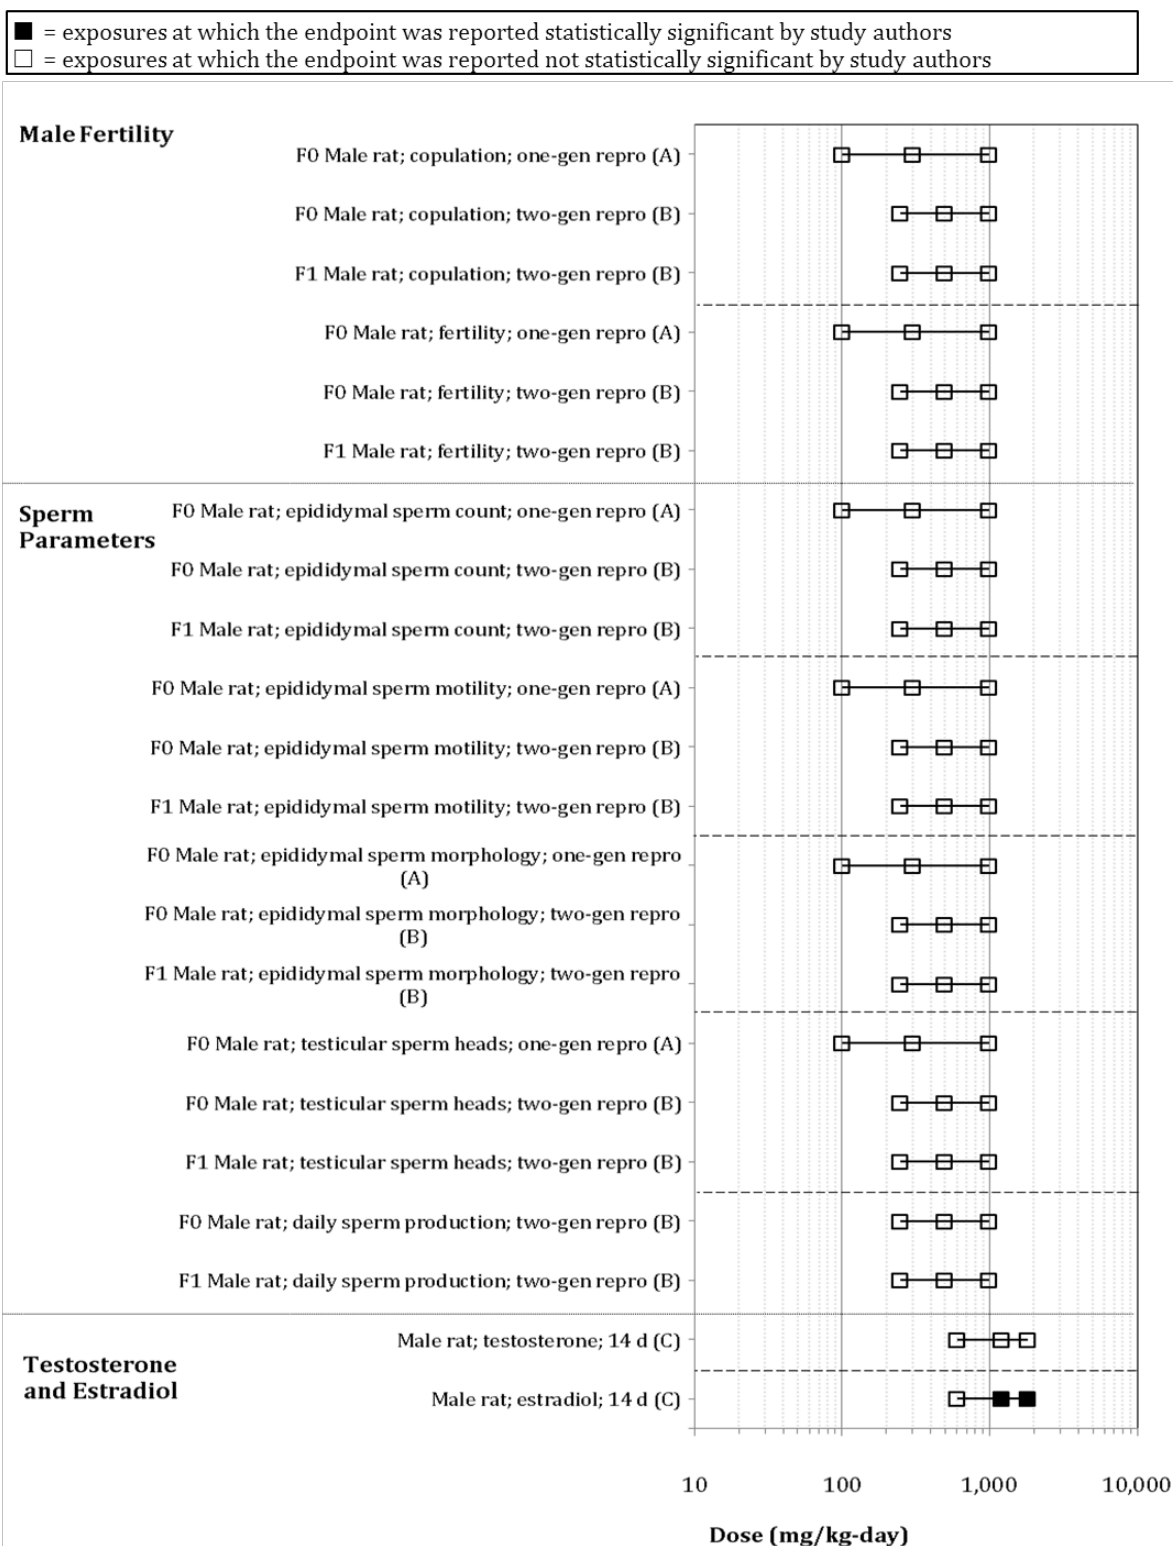 ■ = exposures at which the endpoint was reported statistically significant by study authors
□ = exposures at which the endpoint was reported not statistically significant by study authors
Male Fertility
F0 Male rat; copulation; one-gen repro (A)
F0 Male rat; copulation; two-gen repro (B)
F1 Male rat; copulation; two-gen repro (B)
F0 Male rat; fertility; one-gen repro (A)
F0 Male rat; fertility; two-gen repro (B)
F1 Male rat; fertility; two-gen repro (B)
Sperm
Parameters
F0 Male rat; epididymal sperm count; one-gen repro (A)
F0 Male rat; epididymal sperm count; two-gen repro (B)
F1 Male rat; epididymal sperm count; two-gen repro (B)
F0 Male rat; epididymal sperm motility; one-gen repro (A)
F0 Male rat; epididymal sperm motility; two-gen repro (B)
F1 Male rat; epididymal sperm motility; two-gen repro (B)
F0 Male rat; epididymal sperm morphology; one-gen repro
(A)
F0 Male rat; epididymal sperm morphology; two-gen repro
(B)
F1 Male rat; epididymal sperm morphology; two-gen repro
(B)
F0 Male rat; testicular sperm heads; one-gen repro (A)
F0 Male rat; testicular sperm heads; two-gen repro (B)
F1 Male rat; testicular sperm heads; two-gen repro (B)
F0 Male rat; daily sperm production; two-gen repro (B)
F1 Male rat; daily sperm production; two-gen repro (B)
Testosterone
and Estradiol
Male rat; testosterone; 14 d (C)
Male rat; estradiol; 14 d (C)
10 100 1,000 10,000
Dose (mg/kg-day)